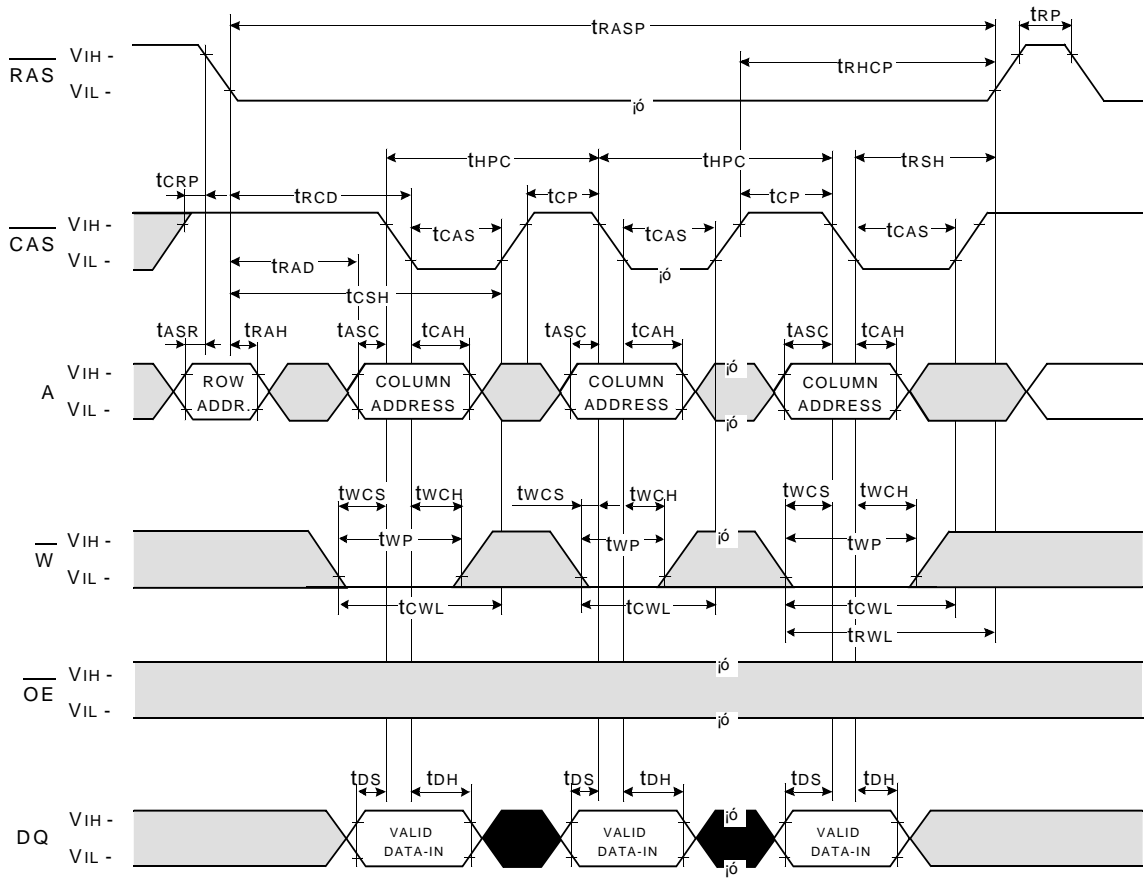 tRASP
tRP
RAS
VIH -
VIL -
tRHCP
¡ó
tHPC
tHPC
tRSH
tCRP
tRCD
tCP
tCP
CAS
VIH -
VIL -
tCAS
tCAS
tCAS
¡ó
tRAD
tCSH
tASR
tRAH
tASC
tCAH
tASC
tCAH
tASC
tCAH
A
VIH -
VIL -
ROW
ADDR.
COLUMN
ADDRESS
COLUMN
ADDRESS
¡ó
¡ó
COLUMN
ADDRESS
tWCS
tWCH
tWCS
tWCH
tWCS
tWCH
W
VIH -
VIL -
tWP
tWP
¡ó
tWP
tCWL
tCWL
tCWL
tRWL
OE
VIH -
VIL -
¡ó
¡ó
tDS
tDH
tDS
tDH
tDS
tDH
DQ
VIH -
VIL -
VALID
DATA-IN
VALID
DATA-IN
¡ó
¡ó
VALID
DATA-IN